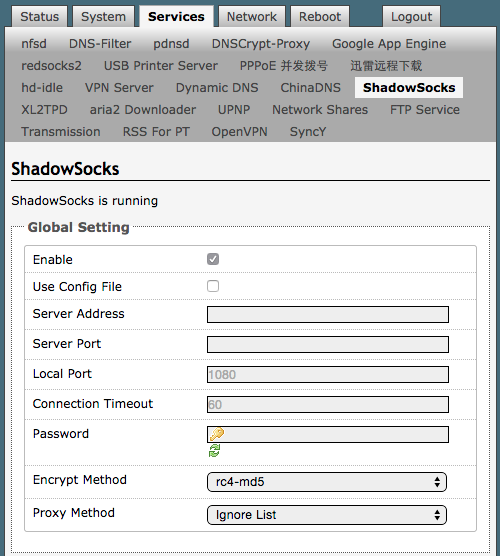 Status System Services Network Reboot Logout
nfsd DNS-Filter pdnsd DNSCrypt-Proxy Google App Engine
redsocks2 USB Printer Server PPPoE 并发拨号 迅雷远程下载
hd-idle VPN Server Dynamic DNS ChinaDNS ShadowSocks
XL2TPD aria2 Downloader UPNP Network Shares FTP Service
Transmission RSS For PT OpenVPN SyncY
ShadowSocks
ShadowSocks is running
Global Setting
Enable
Use Config File
Server Address
Server Port
Local Port 1080
Connection Timeout 60
Password
Encrypt Method rc4-md5
Proxy Method Ignore List